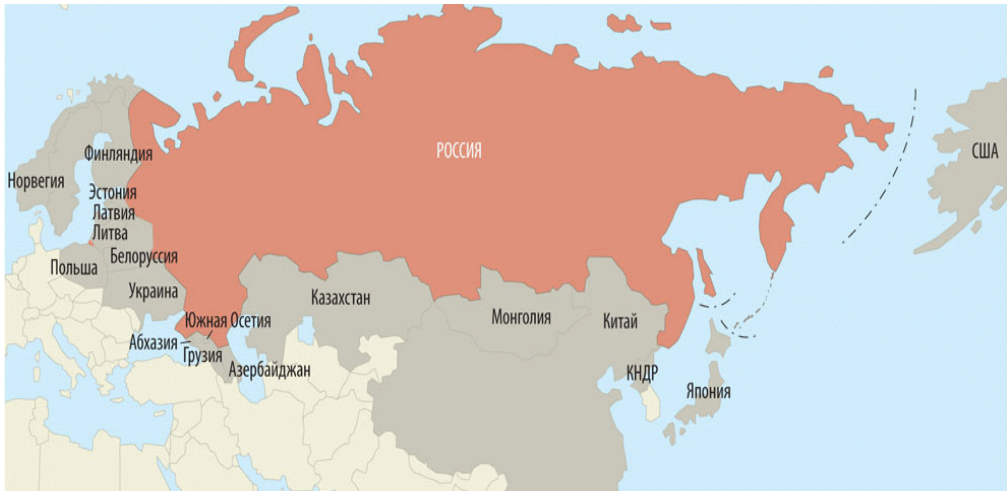 РОССИЯ
США
Финляндия
Норвегия
Эстония
Латвия
Литва
Белоруссия
Польша
Украина
Казахстан
Южная Осетия
Монголия
Китай
Абхазия
Грузия
Азербайджан
КНДР
Япония